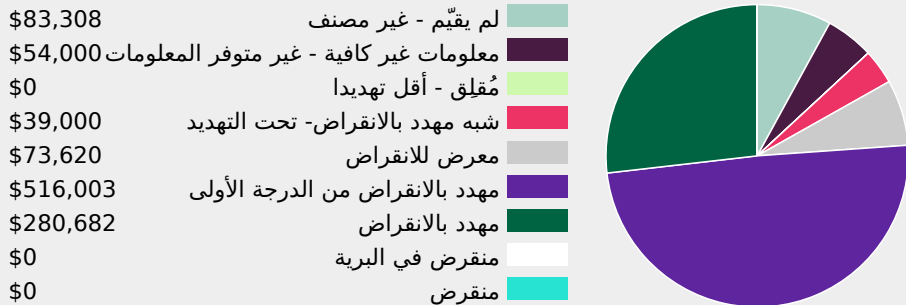 لم يقيّم - غير مصنف $83,308
معلومات غير كافية - غير متوفر المعلومات $54,000
مُقلِق - أقل تهديدا $0
شبه مهدد بالانقراض- تحت التهديد $39,000
معرض للانقراض $73,620
مهدد بالانقراض من الدرجة الأولى $516,003
مهدد بالانقراض $280,682
منقرض في البرية $0
منقرض $0